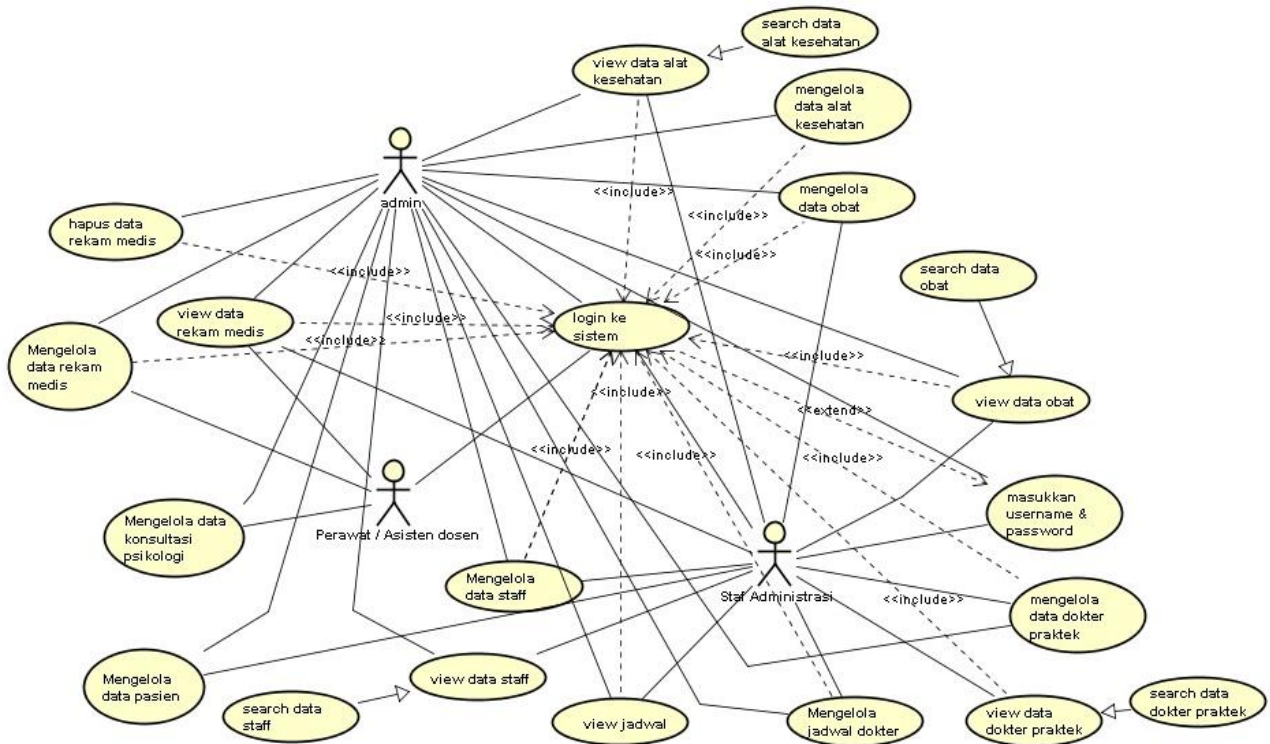 search data
alat kesehatan
view data alat
kesehatan
mengelola
data alat
kesehatan
admin
<<include>>
mengelola
data obat
hapus data
rekam medis
<<include>>
<<include>>
<<include>>
search data
obat
view data
rekam medis
<<include>>
login ke
sistem
Mengelola
data rekam
medis
<<include>>
<<include>>
<<include>>
view data obat
<<extend>>
<<include>>
<<include>>
<<include>>
masukkan
username &
password
Mengelola data
konsultasi
psikologi
Perawat / Asisten dosen
Mengelola
data staff
Staf Administrasi
<<include>>
mengelola
data dokter
praktek
Mengelola
data pasien
view data staff
search data
staff
view jadwal
Mengelola
jadwal dokter
view data
dokter praktek
search data
dokter praktek